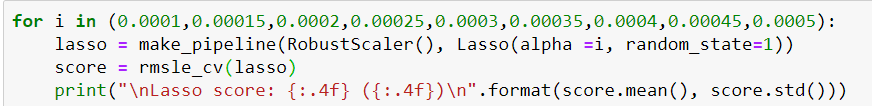 for i in (0.0001,0.00015,0.0002,0.00025,0.0003,0.00035,0.0004,0.00045,0.0005):
    lasso = make_pipeline(RobustScaler(), Lasso(alpha =i, random_state=1))
    score = rmsle_cv(lasso)
    print("\nLasso score: {:.4f} ({:.4f})\n".format(score.mean(), score.std()))